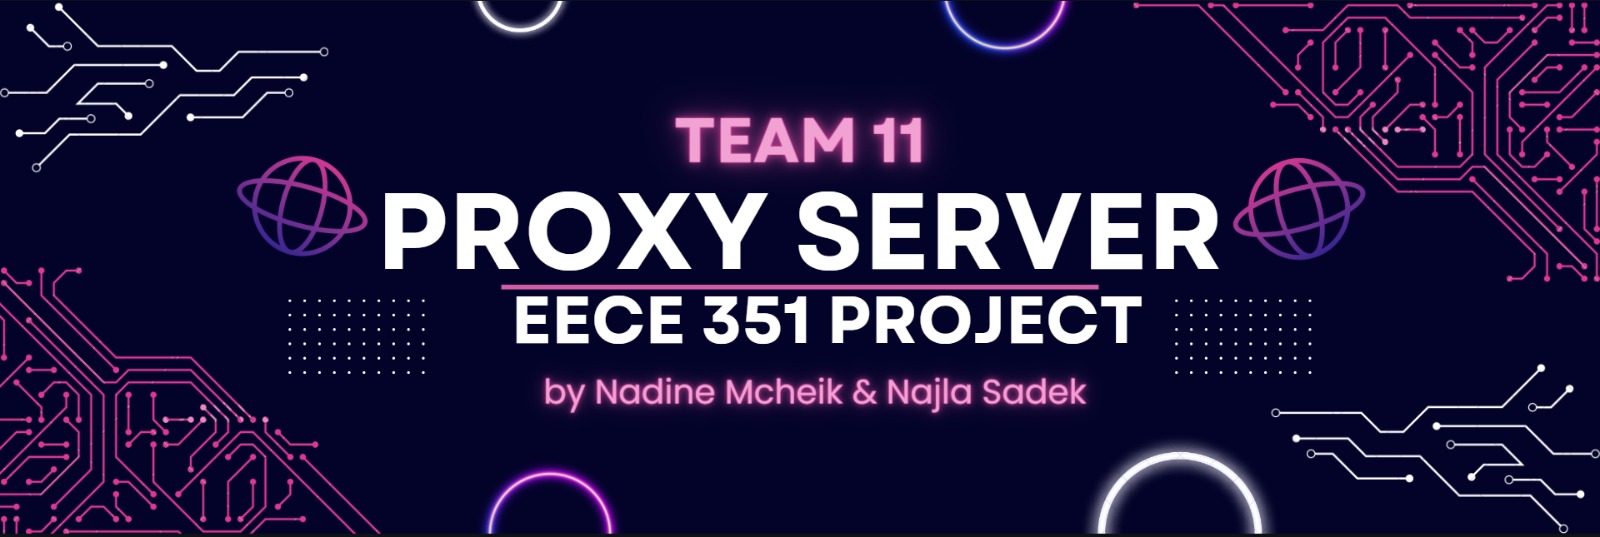 TEAM 11
PROXY SERVER
EECE 351 PROJECT
by Nadine Mcheik & Najla Sadek